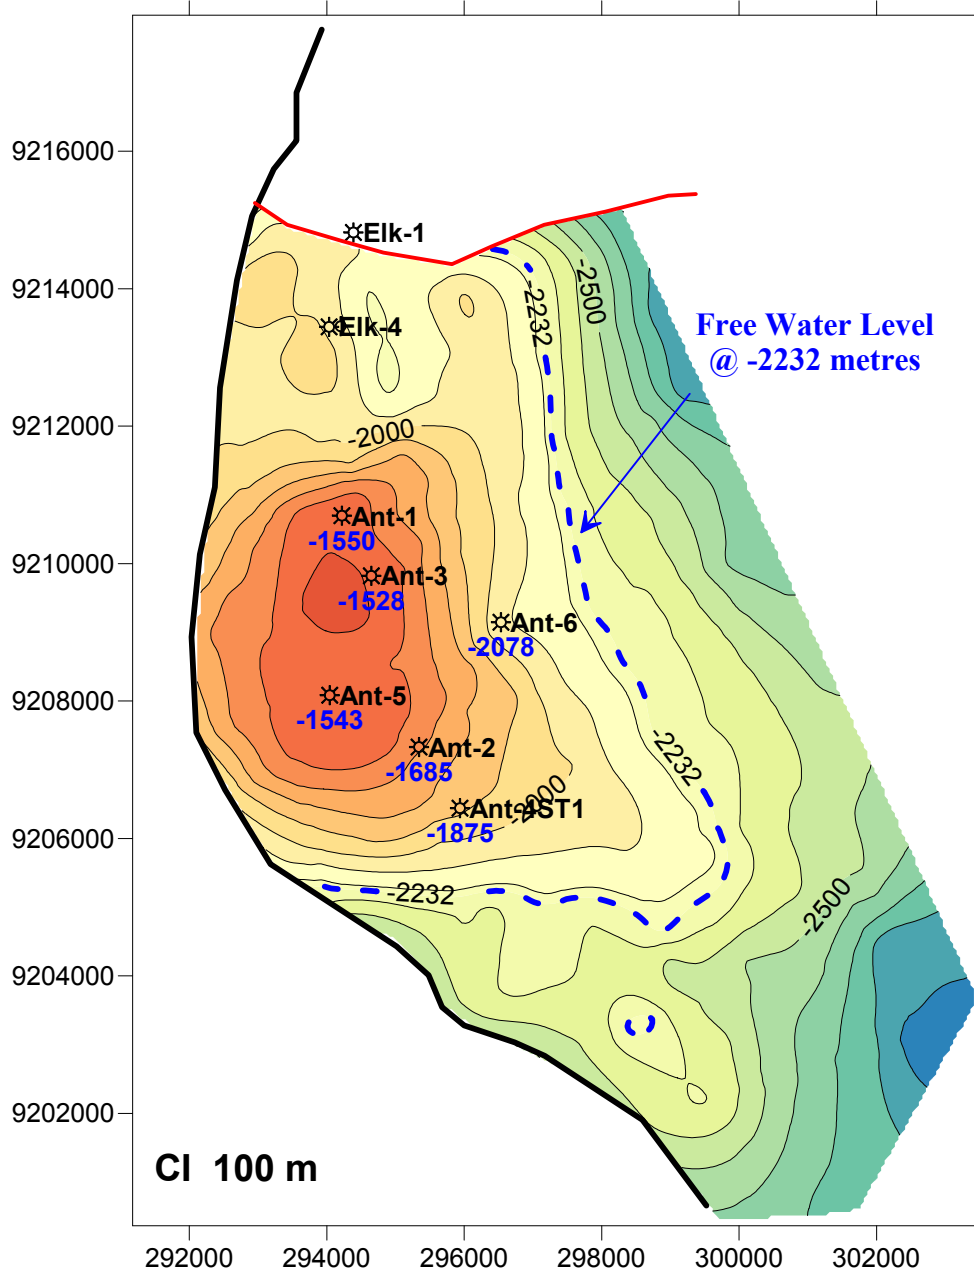 9216000
Elk-1
9214000
-2232
-2500
Free Water Level
@ -2232 metres
Elk-4
9212000
-2000
Ant-1
-1550
9210000
Ant-3
-1528
Ant-6
-2078
9208000
Ant-5
-1543
Ant-2
-1685
-2232
-2000
Ant-4ST1
-1875
9206000
-2232
-2500
9204000
9202000
CI 100 m
292000 294000 296000 298000 300000 302000